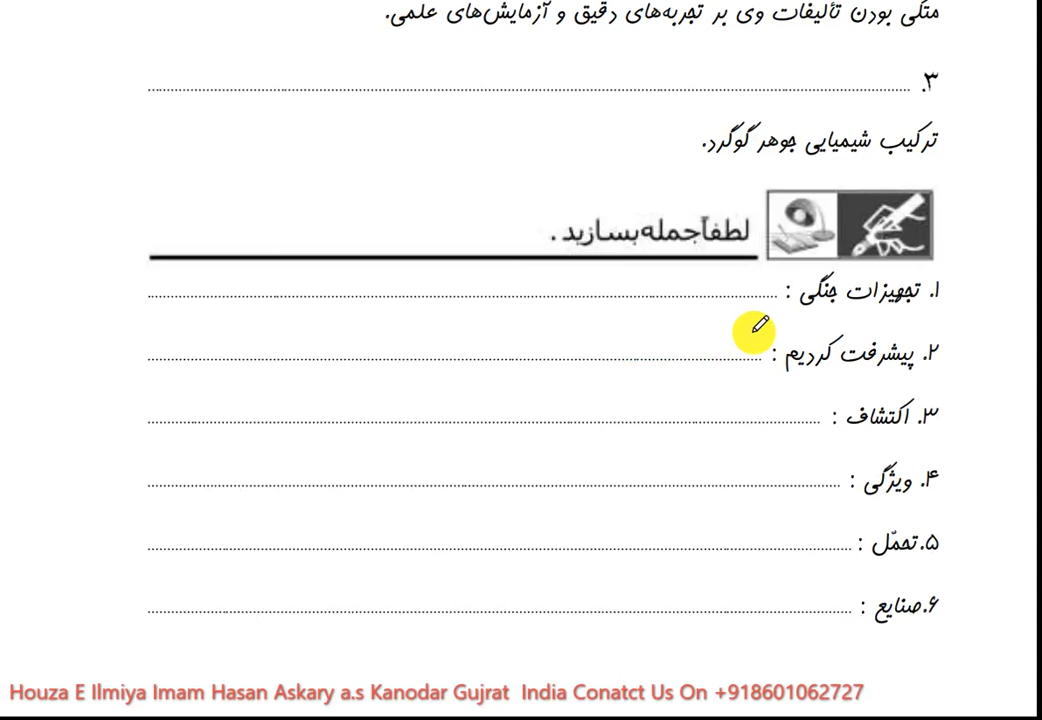 متکی بودن تألیفات وی بر تجربه‌های دقیق و آزمایش‌های علمی.
۳. ................................................................
ترکیب شیمیایی جوهر گوگرد.
لطفاًجمله‌بسازید.
۱. تجهیزات جنگی : ................................................................
۲. پیشرفت کردیم : ................................................................
۳. اکتشاف : ................................................................
۴. ویژگی : ................................................................
۵.تحمّل : ................................................................
۶.صنایع : ................................................................
Houza E Ilmiya Imam Hasan Askary a.s Kanodar Gujrat India Conatct Us On +918601062727